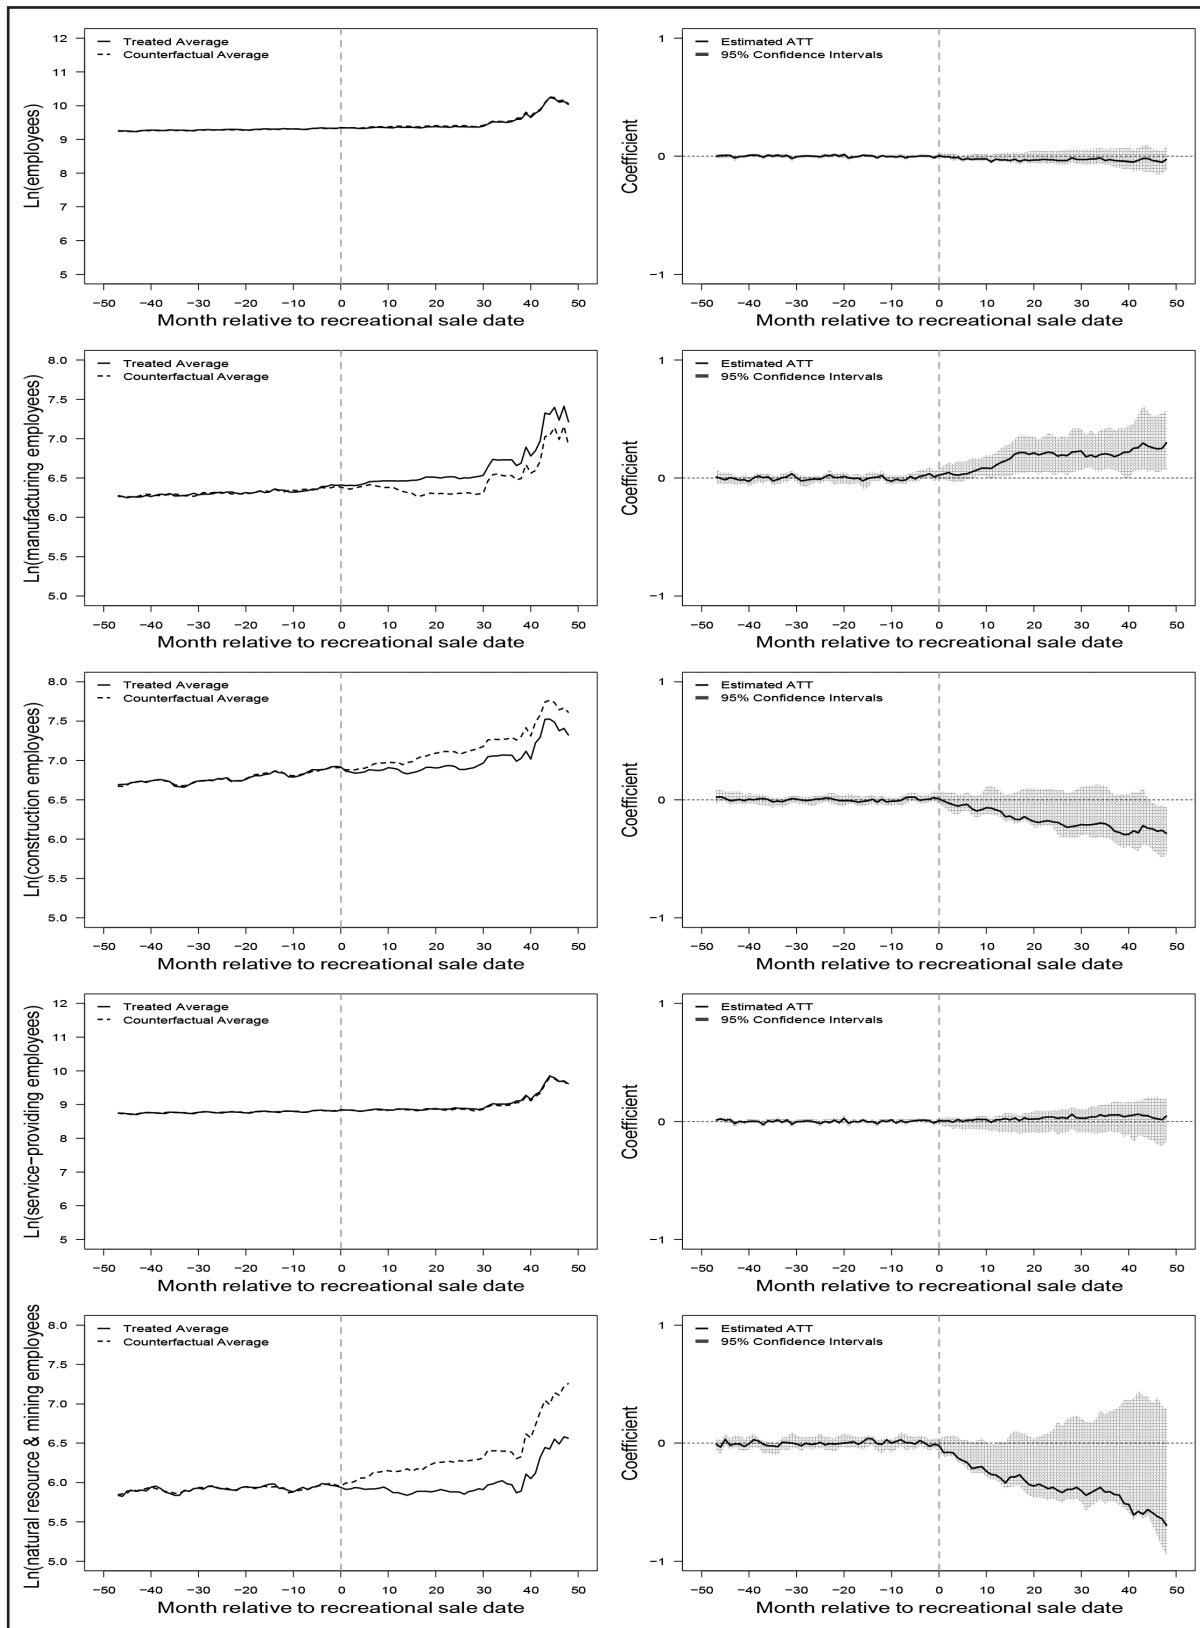 Treated Average
Counterfactual Average
12
11
10
9
8
7
6
5
Ln(employees)
−50 −40 −30 −20 −10 0 10 20 30 40 50
Month relative to recreational sale date
Estimated ATT
95% Confidence Intervals
1
0
−1
Coefficient
−50 −40 −30 −20 −10 0 10 20 30 40 50
Month relative to recreational sale date
Treated Average
Counterfactual Average
8.0
7.5
7.0
6.5
6.0
5.5
5.0
Ln(manufacturing employees)
−50 −40 −30 −20 −10 0 10 20 30 40 50
Month relative to recreational sale date
Estimated ATT
95% Confidence Intervals
1
0
−1
Coefficient
−50 −40 −30 −20 −10 0 10 20 30 40 50
Month relative to recreational sale date
Treated Average
Counterfactual Average
8.0
7.5
7.0
6.5
6.0
5.5
5.0
Ln(construction employees)
−50 −40 −30 −20 −10 0 10 20 30 40 50
Month relative to recreational sale date
Estimated ATT
95% Confidence Intervals
1
0
−1
Coefficient
−50 −40 −30 −20 −10 0 10 20 30 40 50
Month relative to recreational sale date
Treated Average
Counterfactual Average
12
11
10
9
8
7
6
5
Ln(service−providing employees)
−50 −40 −30 −20 −10 0 10 20 30 40 50
Month relative to recreational sale date
Estimated ATT
95% Confidence Intervals
1
0
−1
Coefficient
−50 −40 −30 −20 −10 0 10 20 30 40 50
Month relative to recreational sale date
Treated Average
Counterfactual Average
8.0
7.5
7.0
6.5
6.0
5.5
5.0
Ln(natural resource & mining employees
−50 −40 −30 −20 −10 0 10 20 30 40 50
Month relative to recreational sale date
Estimated ATT
95% Confidence Intervals
1
0
−1
Coefficient
−50 −40 −30 −20 −10 0 10 20 30 40 50
Month relative to recreational sale date